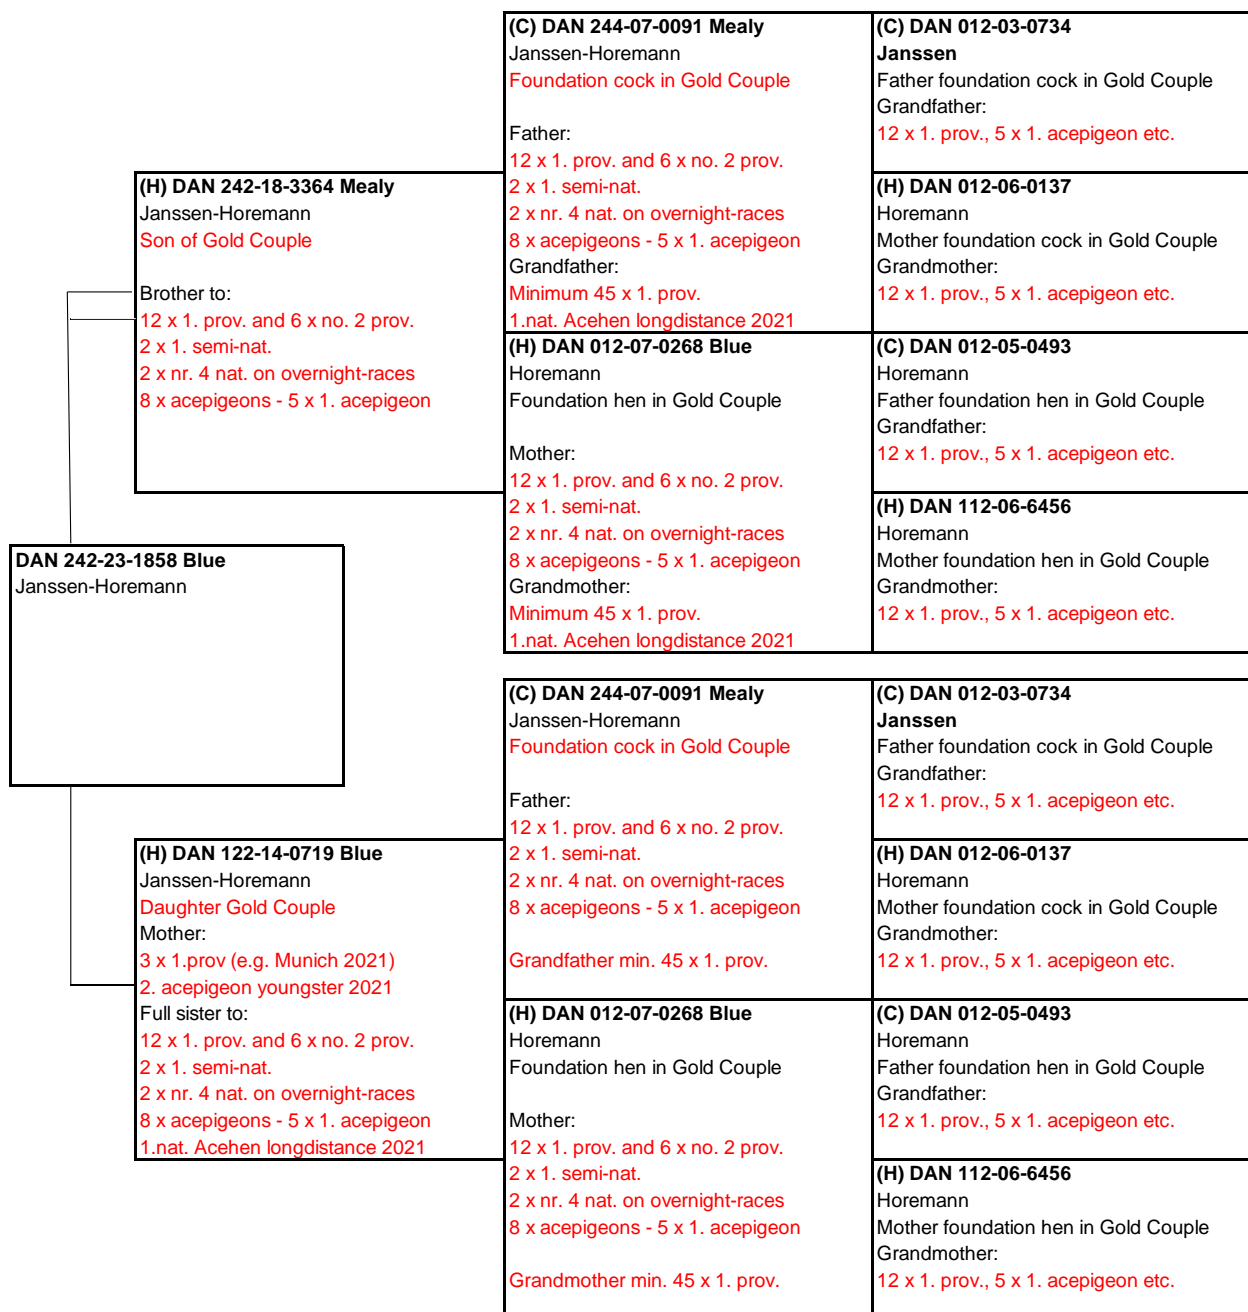 DAN 242-23-1858 Blue
Janssen-Horemann
(H) DAN 242-18-3364 Mealy
Janssen-Horemann
Son of Gold Couple
Brother to:
12 x 1. prov. and 6 x no. 2 prov.
2 x 1. semi-nat.
2 x nr. 4 nat. on overnight-races
8 x acepigeons - 5 x 1. acepigeon
(H) DAN 122-14-0719 Blue
Janssen-Horemann
Daughter Gold Couple
Mother:
3 x 1.prov (e.g. Munich 2021)
2. acepigeon youngster 2021
Full sister to:
12 x 1. prov. and 6 x no. 2 prov.
2 x 1. semi-nat.
2 x nr. 4 nat. on overnight-races
8 x acepigeons - 5 x 1. acepigeon
1.nat. Acehen longdistance 2021
(C) DAN 244-07-0091 Mealy
Janssen-Horemann
Foundation cock in Gold Couple
Father:
12 x 1. prov. and 6 x no. 2 prov.
2 x 1. semi-nat.
2 x nr. 4 nat. on overnight-races
8 x acepigeons - 5 x 1. acepigeon
Grandfather:
Minimum 45 x 1. prov.
1.nat. Acehen longdistance 2021
(H) DAN 012-07-0268 Blue
Horemann
Foundation hen in Gold Couple
Mother:
12 x 1. prov. and 6 x no. 2 prov.
2 x 1. semi-nat.
2 x nr. 4 nat. on overnight-races
8 x acepigeons - 5 x 1. acepigeon
Grandmother:
Minimum 45 x 1. prov.
1.nat. Acehen longdistance 2021
(C) DAN 244-07-0091 Mealy
Janssen-Horemann
Foundation cock in Gold Couple
Father:
12 x 1. prov. and 6 x no. 2 prov.
2 x 1. semi-nat.
2 x nr. 4 nat. on overnight-races
8 x acepigeons - 5 x 1. acepigeon
Grandfather min. 45 x 1. prov.
(H) DAN 012-07-0268 Blue
Horemann
Foundation hen in Gold Couple
Mother:
12 x 1. prov. and 6 x no. 2 prov.
2 x 1. semi-nat.
2 x nr. 4 nat. on overnight-races
8 x acepigeons - 5 x 1. acepigeon
Grandmother min. 45 x 1. prov.
(C) DAN 012-03-0734
Janssen
Father foundation cock in Gold Couple
Grandfather:
12 x 1. prov., 5 x 1. acepigeon etc.
(H) DAN 012-06-0137
Horemann
Mother foundation cock in Gold Couple
Grandmother:
12 x 1. prov., 5 x 1. acepigeon etc.
(C) DAN 012-05-0493
Horemann
Father foundation hen in Gold Couple
Grandfather:
12 x 1. prov., 5 x 1. acepigeon etc.
(H) DAN 112-06-6456
Horemann
Mother foundation hen in Gold Couple
Grandmother:
12 x 1. prov., 5 x 1. acepigeon etc.
(C) DAN 012-03-0734
Janssen
Father foundation cock in Gold Couple
Grandfather:
12 x 1. prov., 5 x 1. acepigeon etc.
(H) DAN 012-06-0137
Horemann
Mother foundation cock in Gold Couple
Grandmother:
12 x 1. prov., 5 x 1. acepigeon etc.
(C) DAN 012-05-0493
Horemann
Father foundation hen in Gold Couple
Grandfather:
12 x 1. prov., 5 x 1. acepigeon etc.
(H) DAN 112-06-6456
Horemann
Mother foundation hen in Gold Couple
Grandmother:
12 x 1. prov., 5 x 1. acepigeon etc.